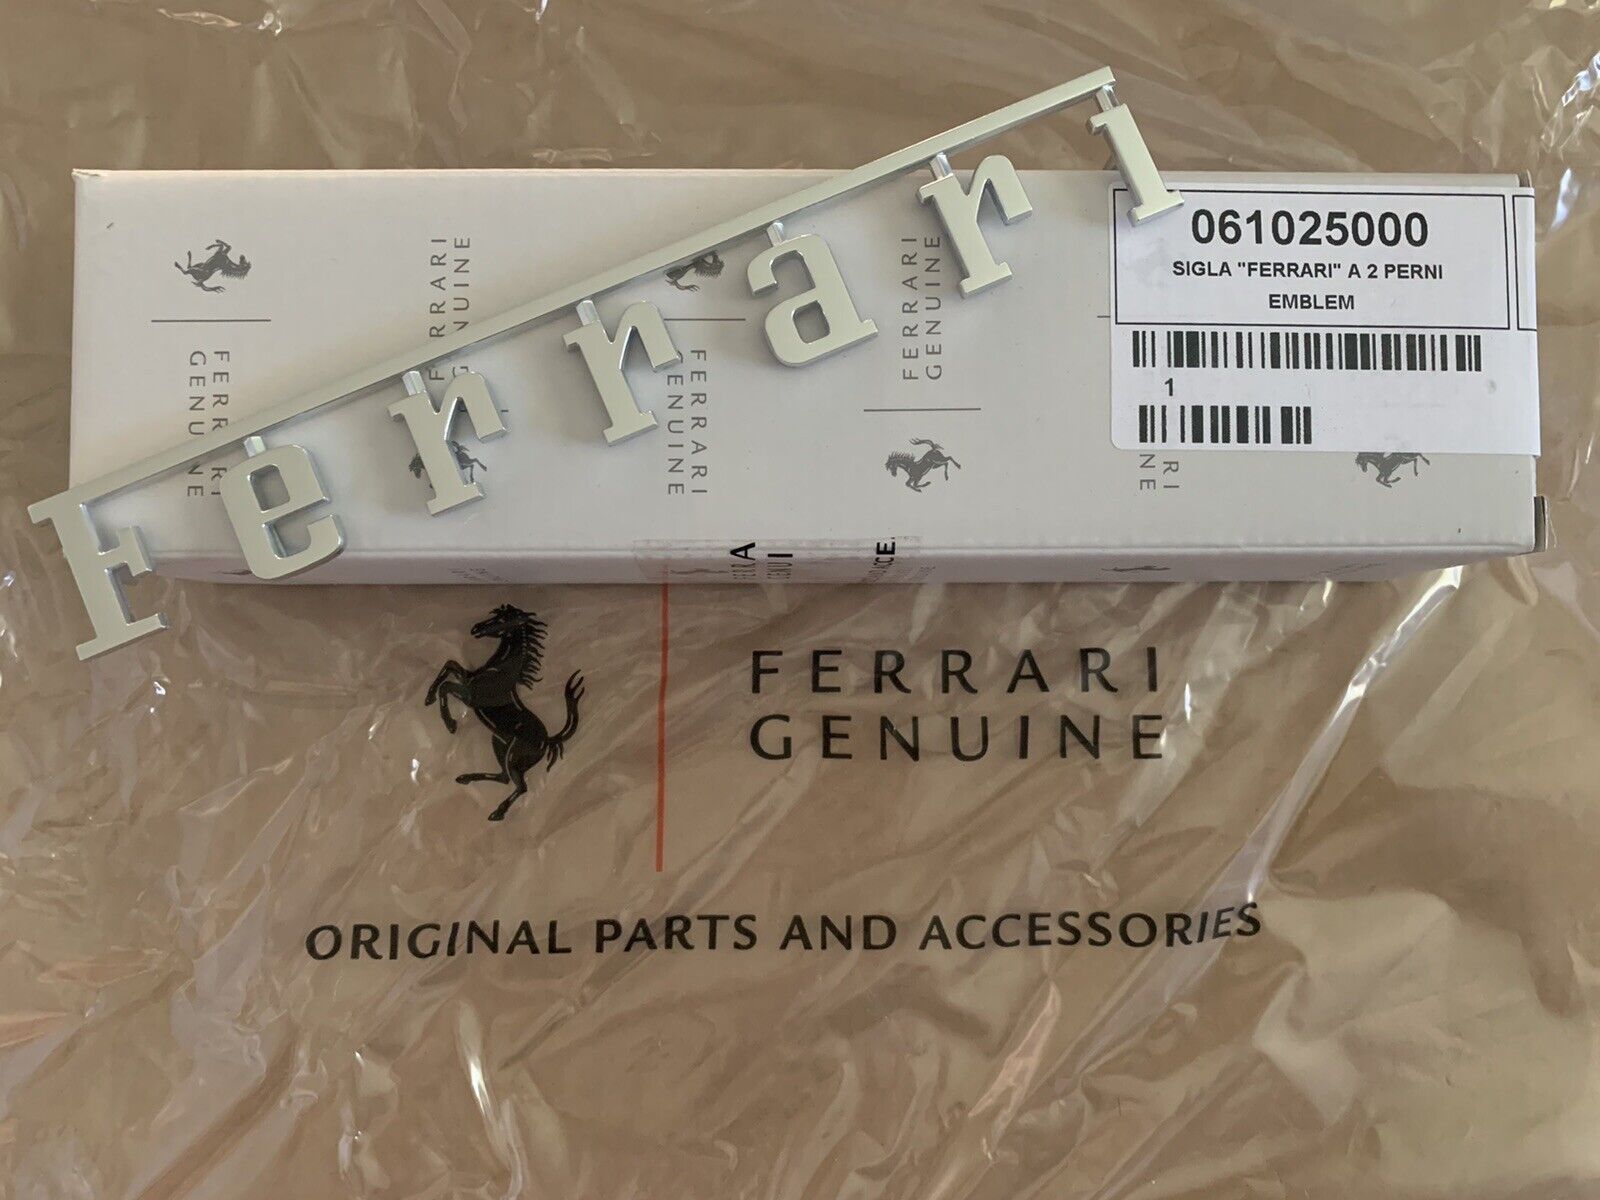 Ferrari
061025000
SIGLA "FERRARI" A 2 PERNI
EMBLEM
1
FERRARI
GENUINE
FERRARI
GENUINE
FERRARI
GENUINE
FERRARI
GENUINE
FERRARI
GENUINE
ORIGINAL PARTS AND ACCESSORIES